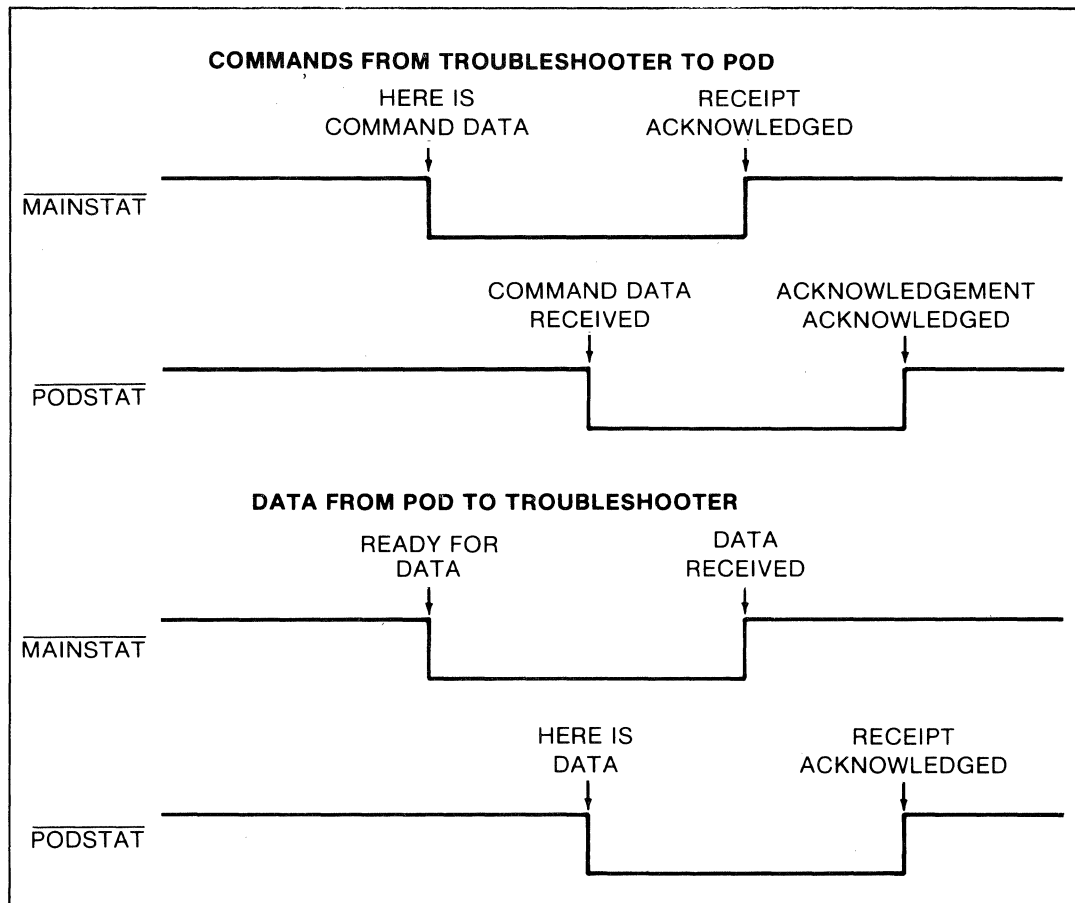 COMMANDS FROM TROUBLESHOOTER TO POD
HERE IS
COMMAND DATA
RECEIPT
ACKNOWLEDGED
MAINSTAT
COMMAND DATA
RECEIVED
ACKNOWLEDGEMENT
ACKNOWLEDGED
PODSTAT
DATA FROM POD TO TROUBLESHOOTER
READY FOR
DATA
DATA
RECEIVED
MAINSTAT
HERE IS
DATA
RECEIPT
ACKNOWLEDGED
PODSTAT